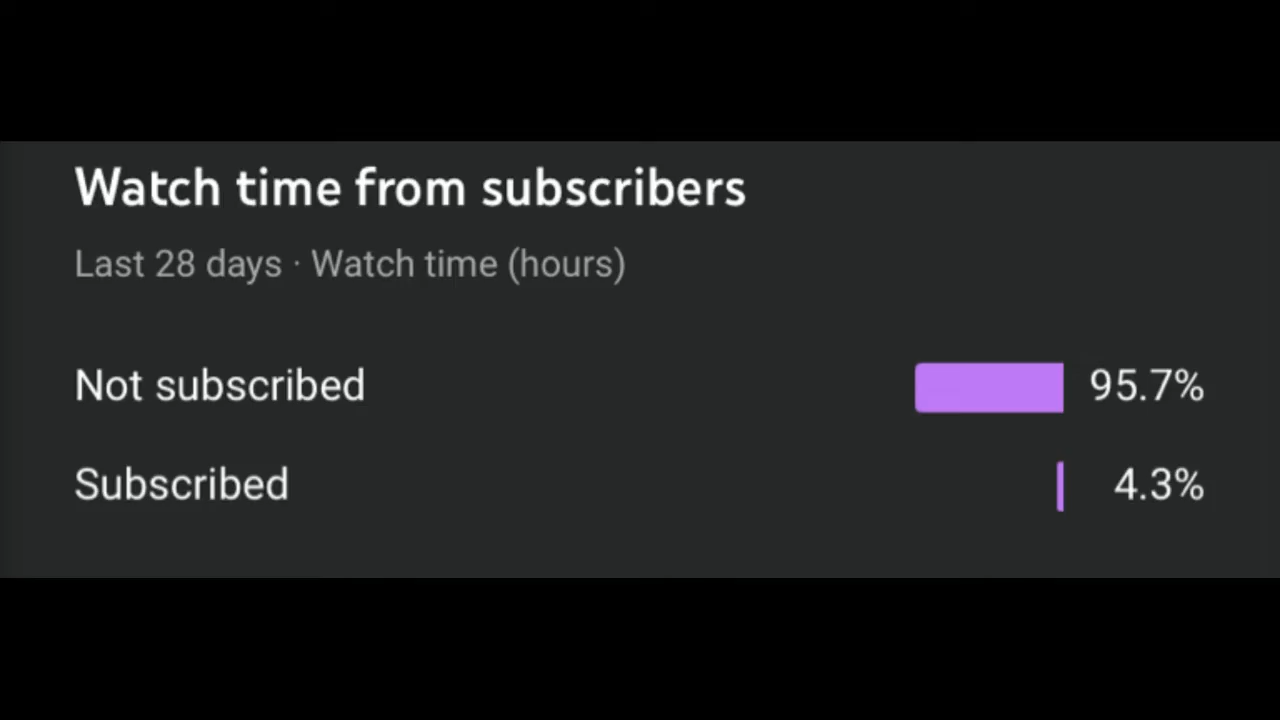 Watch time from subscribers
Last 28 days · Watch time (hours)
Not subscribed 95.7%
Subscribed 4.3%